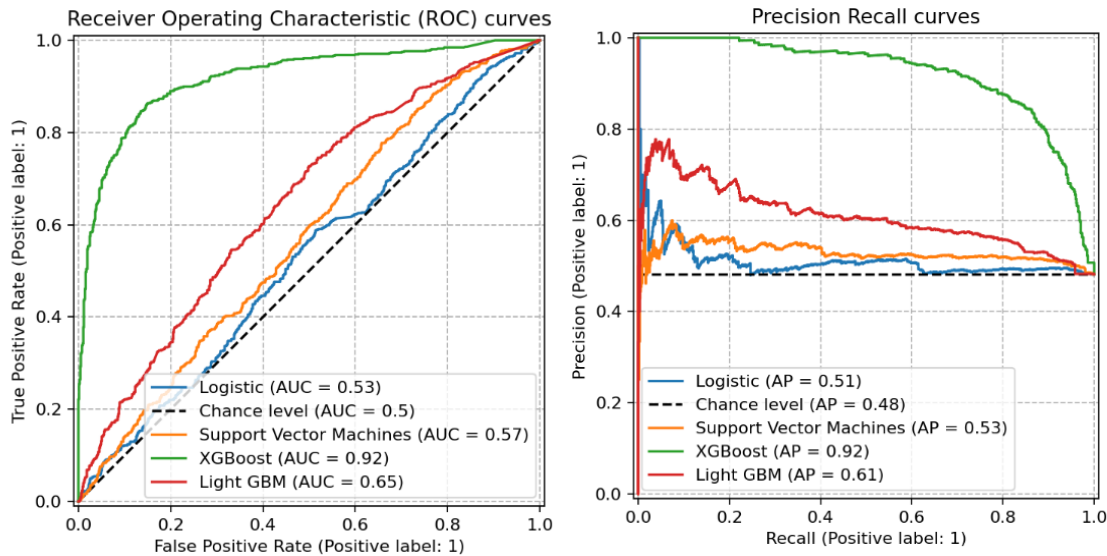 Receiver Operating Characteristic (ROC) curves
1.0
0.8
0.6
0.4
0.2
0.0
True Positive Rate (Positive label: 1)
Logistic (AUC = 0.53)
Chance level (AUC = 0.5)
Support Vector Machines (AUC = 0.57)
XGBoost (AUC = 0.92)
Light GBM (AUC = 0.65)
0.0 0.2 0.4 0.6 0.8 1.0
False Positive Rate (Positive label: 1)
Precision Recall curves
1.0
0.8
0.6
0.4
0.2
0.0
Precision (Positive label: 1)
Logistic (AP = 0.51)
Chance level (AP = 0.48)
Support Vector Machines (AP = 0.53)
XGBoost (AP = 0.92)
Light GBM (AP = 0.61)
0.0 0.2 0.4 0.6 0.8 1.0
Recall (Positive label: 1)